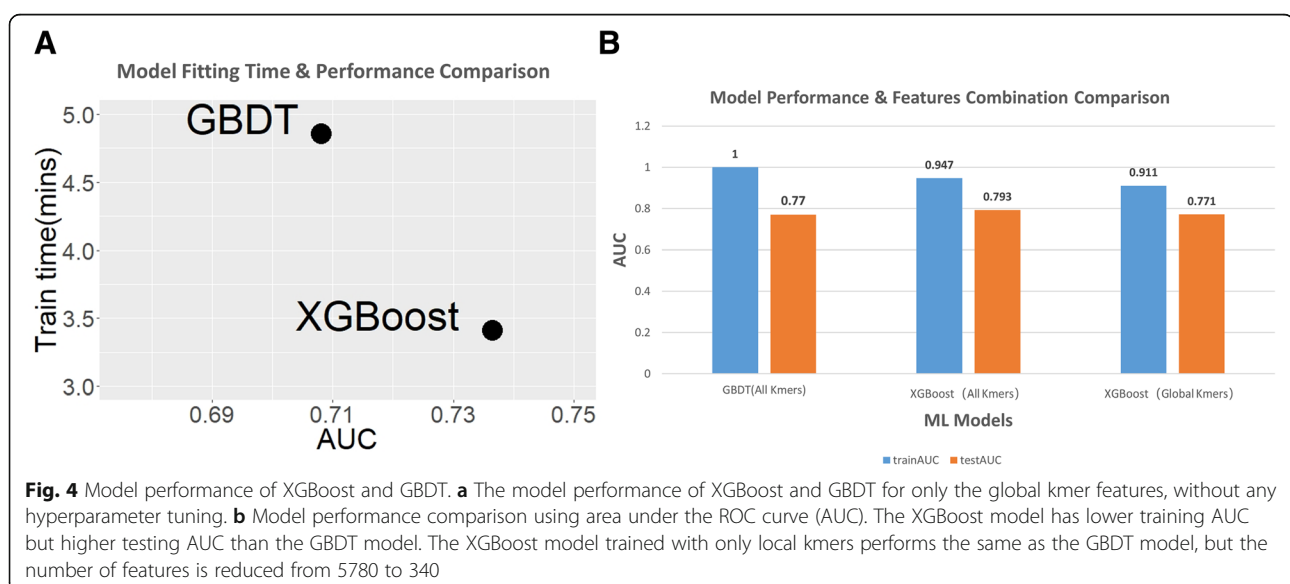 A
Model Fitting Time & Performance Comparison
Train time(mins)
5.0
4.5
4.0
3.5
3.0
GBDT
XGBoost
0.69 0.71 0.73 0.75
AUC
B
Model Performance & Features Combination Comparison
AUC
1.2
1
0.8
0.6
0.4
0.2
0
1
0.77
0.947
0.793
0.911
0.771
GBDT(All Kmers) XGBoost（All Kmers） XGBoost（Global Kmers）
ML Models
trainAUC testAUC
Fig. 4 Model performance of XGBoost and GBDT. a The model performance of XGBoost and GBDT for only the global kmer features, without any
hyperparameter tuning. b Model performance comparison using area under the ROC curve (AUC). The XGBoost model has lower training AUC
but higher testing AUC than the GBDT model. The XGBoost model trained with only local kmers performs the same as the GBDT model, but the
number of features is reduced from 5780 to 340